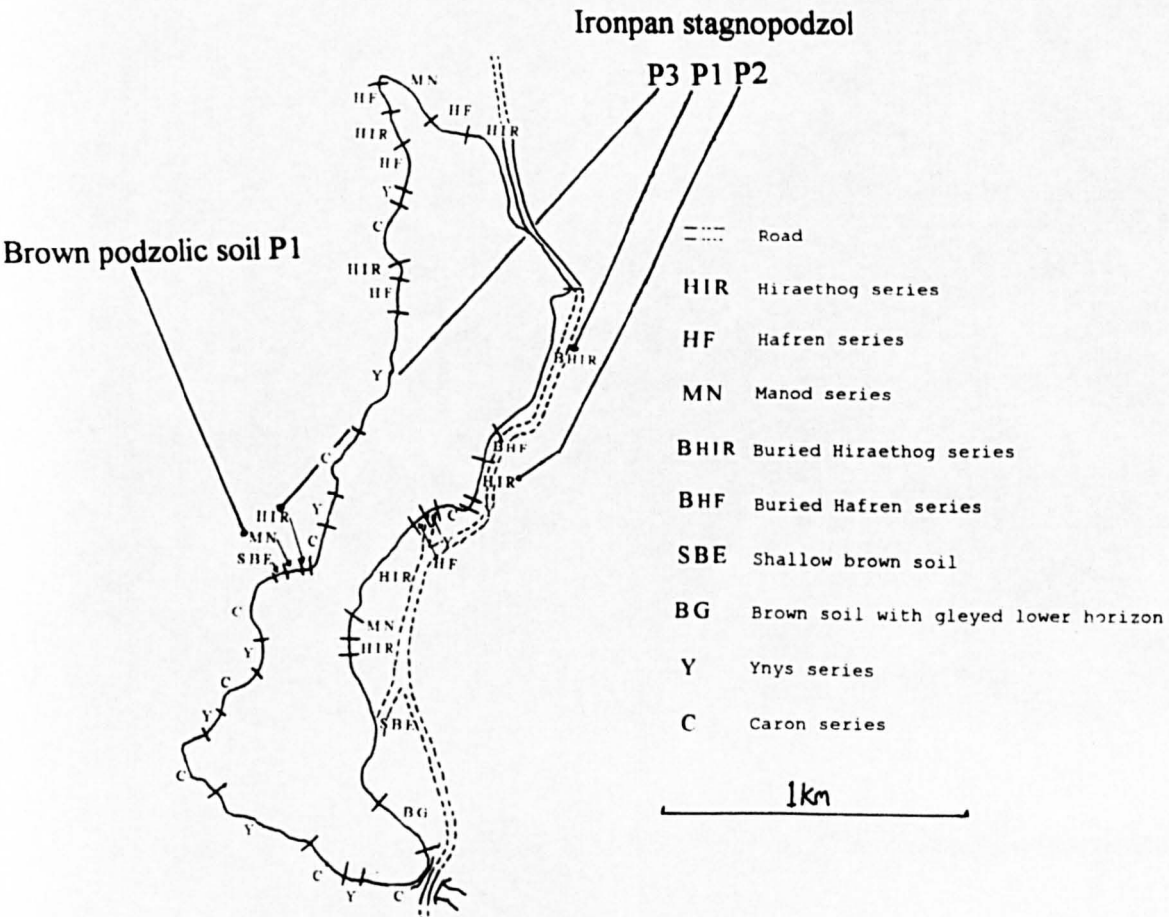 Ironpan stagnopodzol
P3 P1 P2
Brown podzolic soil P1
MN
HF
HF
HIR
HIR
HF
Y
C
HIR
HF
Y
C
HIR
MN
SBE
Y
C
C
Y
C
Y
C
Y
C
Y
C
BHIR
BHF
HIR
C
HF
HIR
MN
HIR
SBE
BG
Road
HIR Hiraethog series
HF Hafren series
MN Manod series
BHIR Buried Hiraethog series
BHF Buried Hafren series
SBE Shallow brown soil
BG Brown soil with gleyed lower horizon
Y Ynys series
C Caron series
1Km